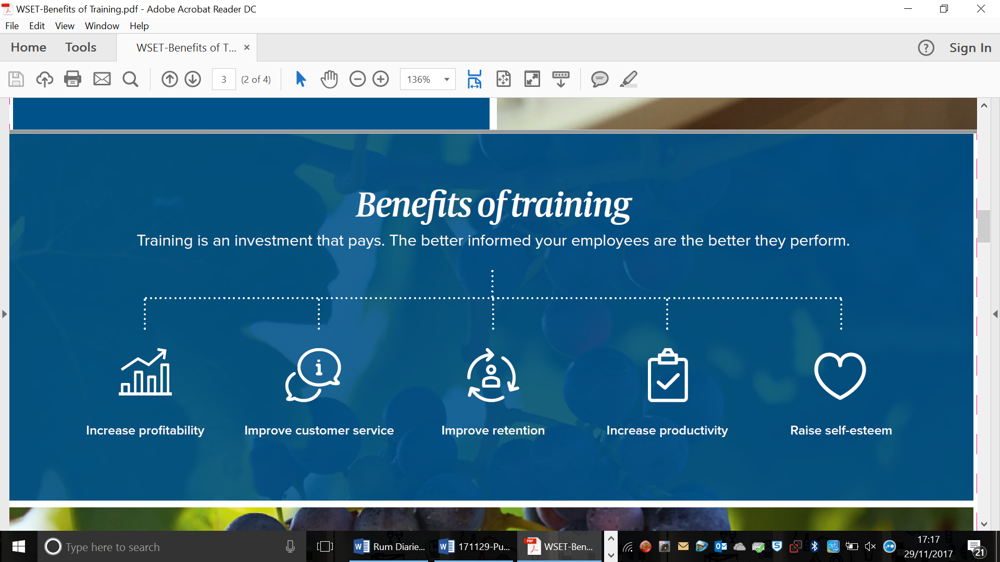 WSET-Benefits of Training.pdf - Adobe Acrobat Reader DC
File Edit View Window Help
Home Tools WSET-Benefits of T... × ? Sign In
3 (2 of 4) 136%
Benefits of training
Training is an investment that pays. The better informed your employees are the better they perform.
i
Increase profitability Improve customer service Improve retention Increase productivity Raise self-esteem
Type here to search
Rum Diarie... 171129-Pu... WSET-Ben...
17:17
29/11/2017
21